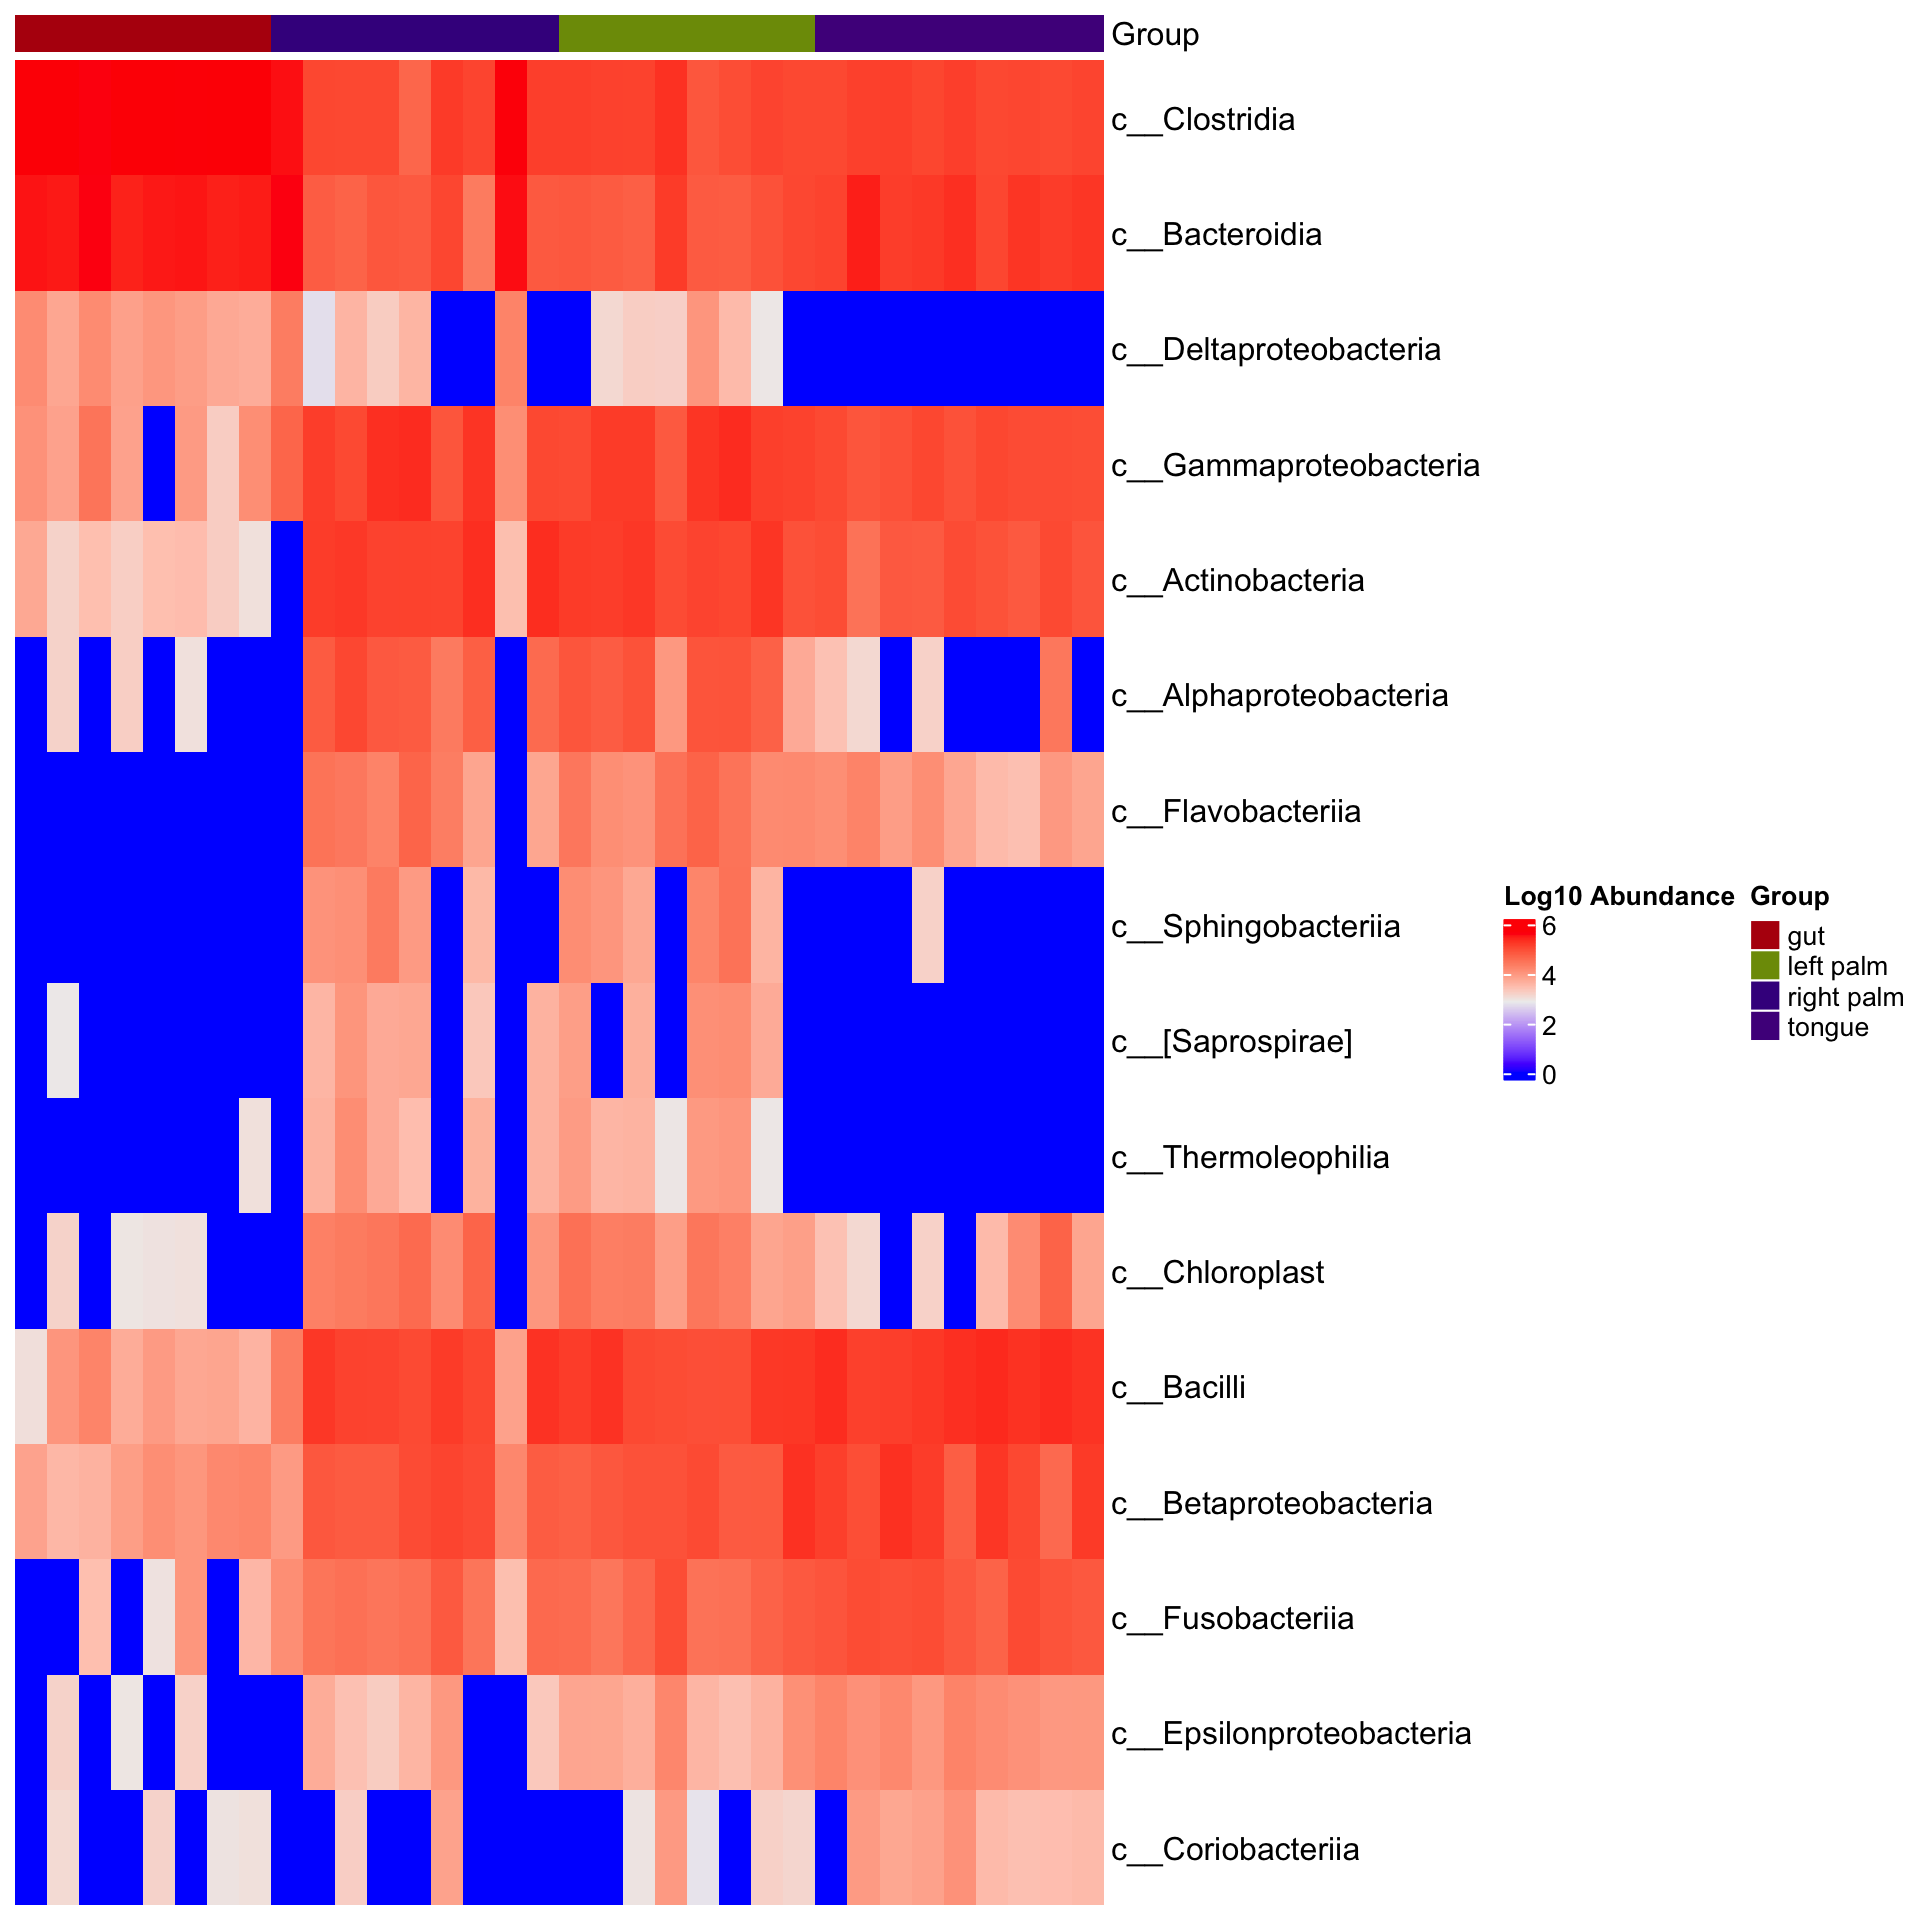 Group
c__Clostridia
c__Bacteroidia
c__Deltaproteobacteria
c__Gammaproteobacteria
c__Actinobacteria
c__Alphaproteobacteria
c__Flavobacteriia
c__Sphingobacteriia
c__[Saprospirae]
c__Thermoleophilia
c__Chloroplast
c__Bacilli
c__Betaproteobacteria
c__Fusobacteriia
c__Epsilonproteobacteria
c__Coriobacteriia
Log10 Abundance
6
4
2
0
Group
gut
left palm
right palm
tongue